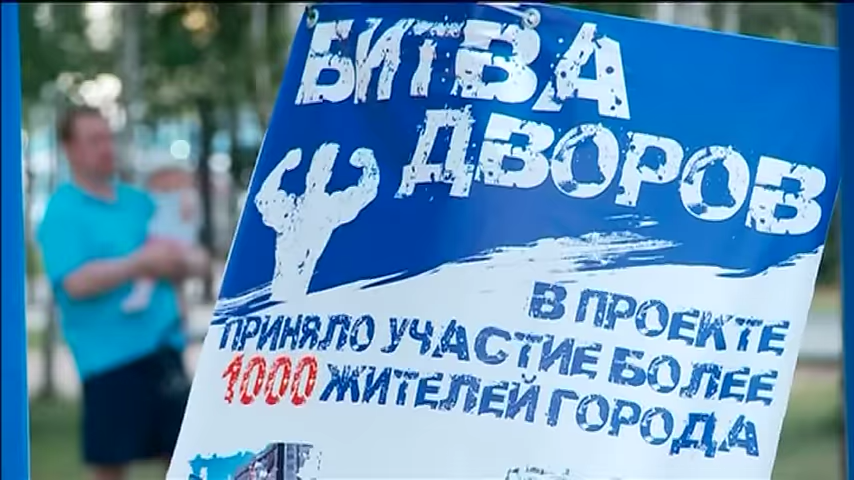 БИТВА
ДВОРОВ
В ПРОЕКТЕ
ПРИНЯЛО УЧАСТИЕ БОЛЕЕ
1000 ЖИТЕЛЕЙ ГОРОДА